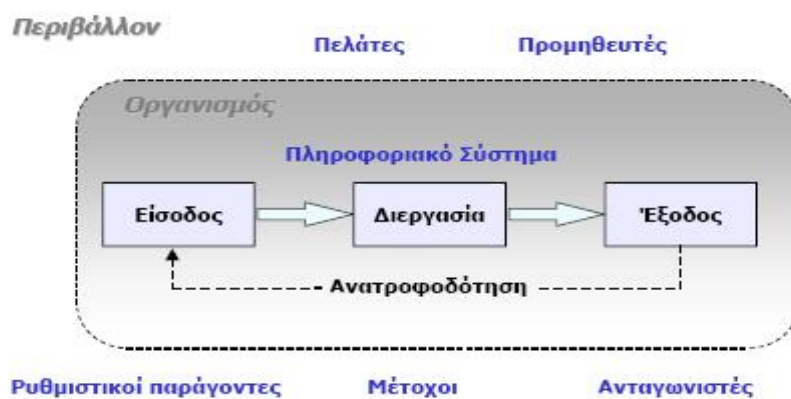 Περιβάλλον
Πελάτες Προμηθευτές
Οργανισμός
Πληροφοριακό Σύστημα
Είσοδος Διεργασία Έξοδος
Ανατροφοδότηση
Ρυθμιστικοί παράγοντες Μέτοχοι Ανταγωνιστές